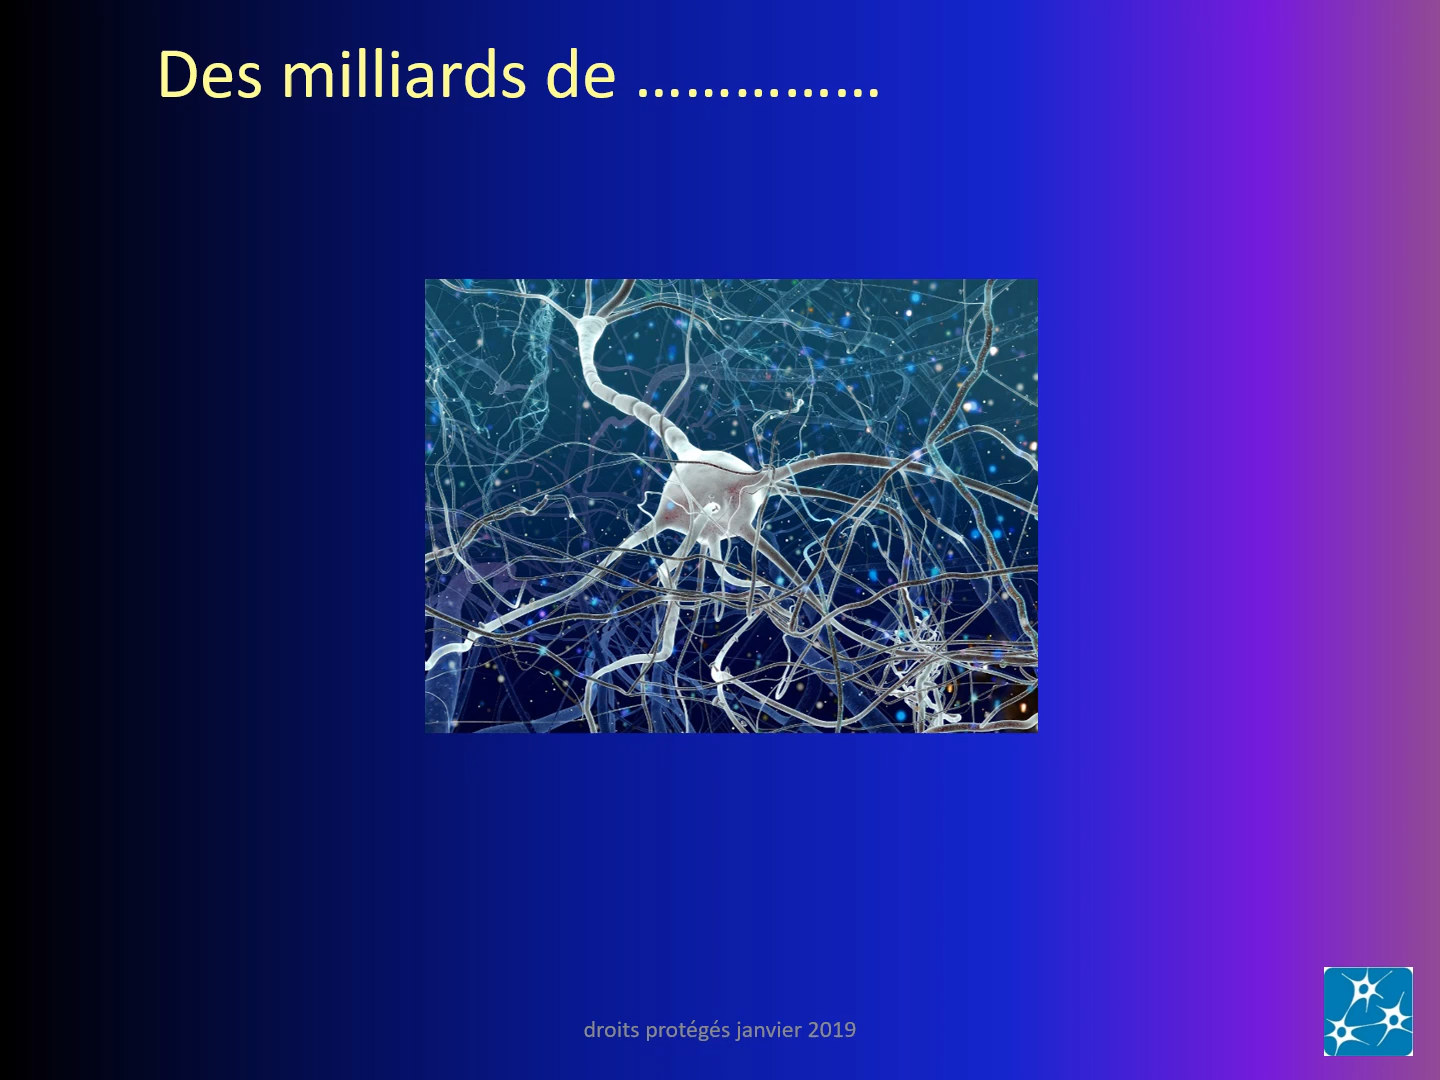 Des milliards de ……………
droits protégés janvier 2019